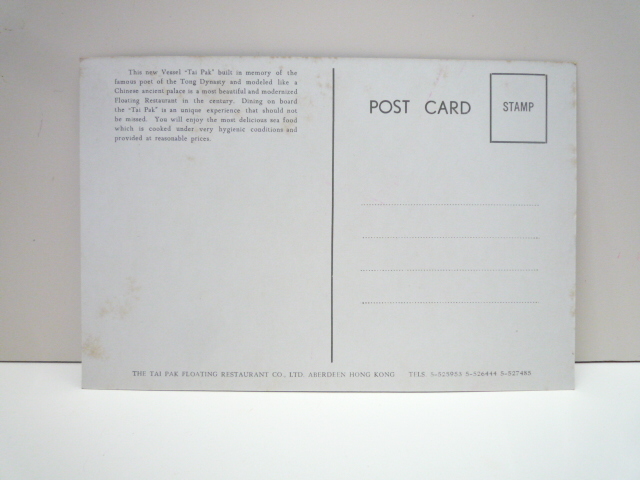 This new Vessel "Tai Pak" built in memory of the
famous poet of the Tong Dynasty and modeled like a
Chinese ancient palace is a most beautiful and modernized
Floating Restaurant in the century. Dining on board
the "Tai Pak" is an unique experience that should not
be missed. You will enjoy the most delicious sea food
which is cooked under very hygienic conditions and
provided at reasonable prices.
POST CARD
STAMP
THE TAI PAK FLOATING RESTAURANT CO., LTD. ABERDEEN HONG KONG TELS. 5-525953 5-526444 5-527485